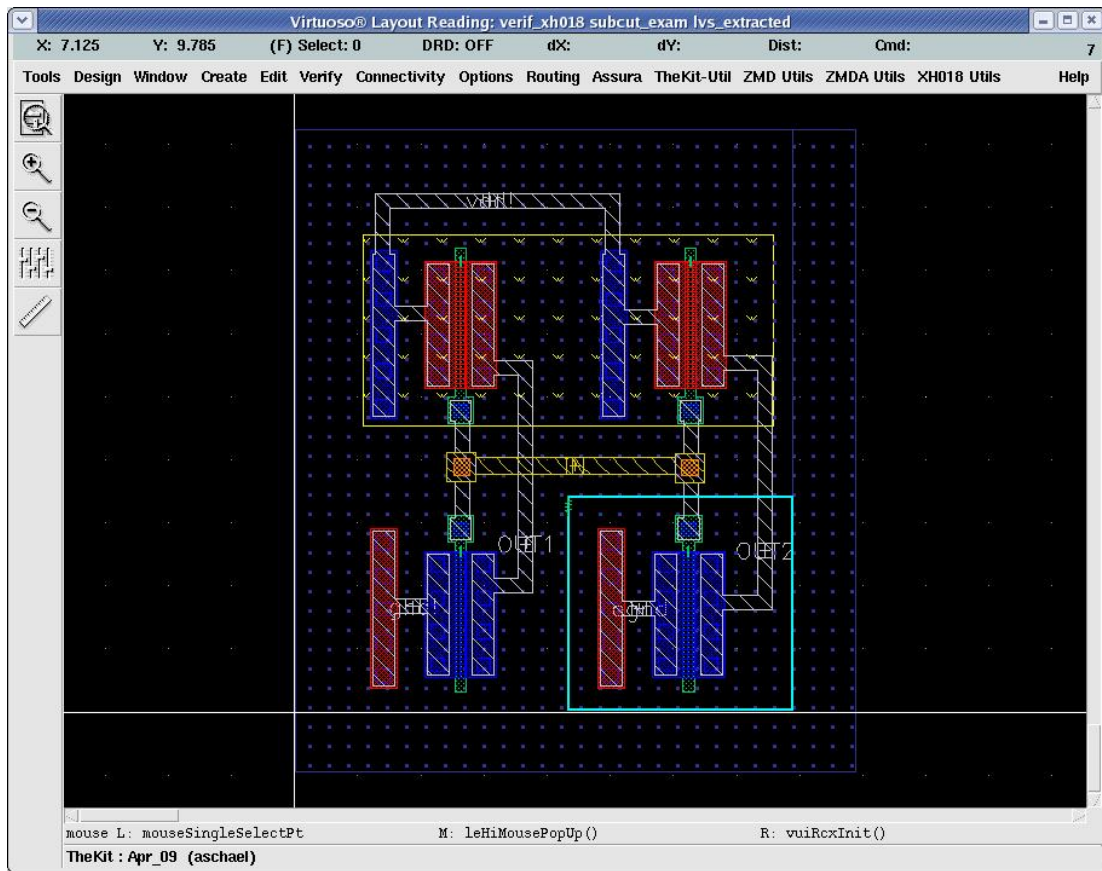 Virtuoso® Layout Reading: verif_xh018 subcut_exam lvs_extracted
X: 7.125 Y: 9.785 (F) Select: 0 DRD: OFF dX: dY: Dist: Cmd: 7
Tools Design Window Create Edit Verify Connectivity Options Routing Assura TheKit-Util ZMD Utils ZMDA Utils XH018 Utils Help
IN
OUT1
OUT2
agnd
mouse L: mouseSingleSelectPt M: leHiMousePopUp() R: vuiRcxInit()
TheKit : Apr_09 (aschael)